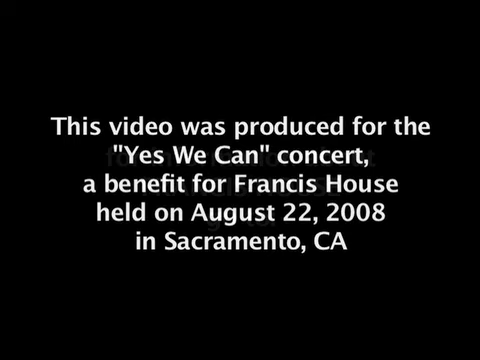 This video was produced for the
"Yes We Can" concert,
a benefit for Francis House
held on August 22, 2008
in Sacramento, CA